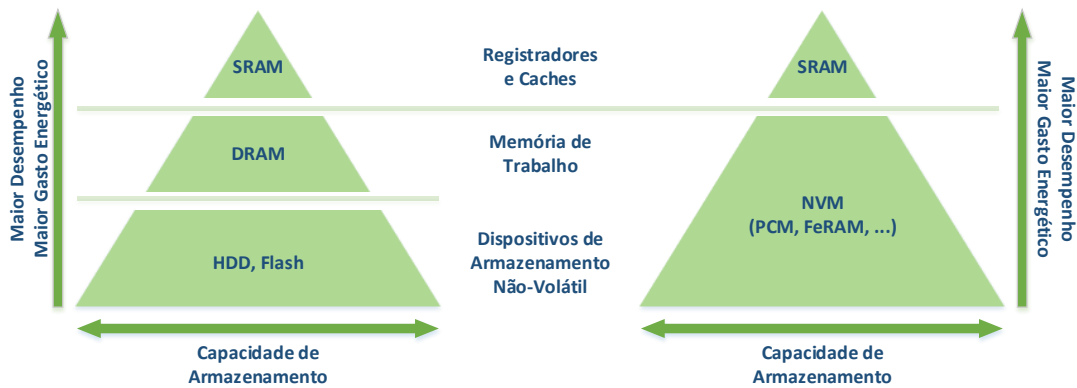 Maior Desempenho
Maior Gasto Energético
SRAM
DRAM
HDD, Flash
Capacidade de
Armazenamento
Registradores
e Caches
Memória de
Trabalho
Dispositivos de
Armazenamento
Não-Volátil
SRAM
NVM
(PCM, FeRAM, ...)
Capacidade de
Armazenamento
Maior Desempenho
Maior Gasto Energético